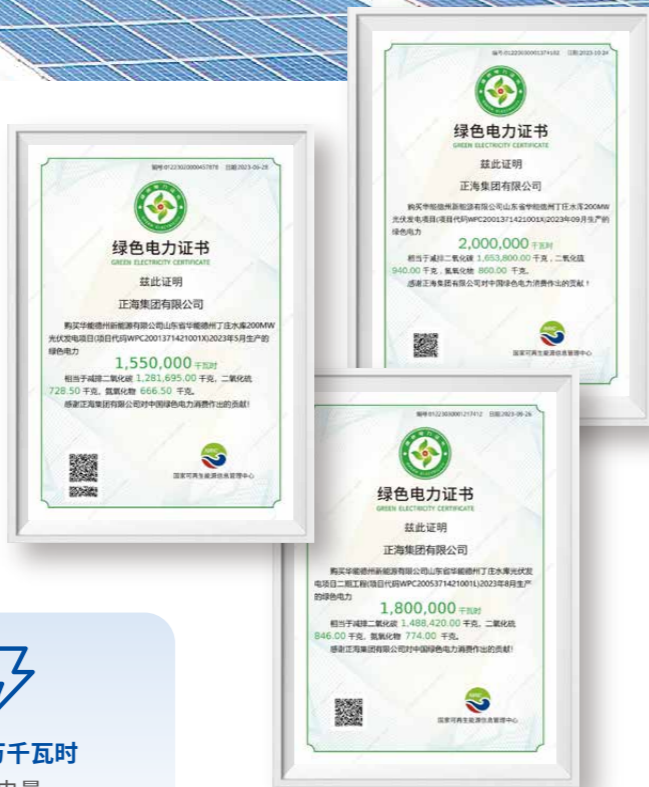 日期:2023-10-24
绿色电力证书
GREEN ELECTRICITY CERTIFICATE
兹此证明
正海集团有限公司
购买华能德州新能源有限公司山东省华能德州丁庄水库200MW
光伏发电项目(项目代码WPC2001371421001X)2023年09月生产的
绿色电力
2,000,000 千瓦时
相当于减排二氧化碳 1,653,800.00 千克，二氧化硫
940.00 千克，氮氧化物 860.00 千克。
感谢正海集团有限公司对中国绿色电力消费作出的贡献！
国家可再生能源信息管理中心
日期:2023-06-28
绿色电力证书
GREEN ELECTRICITY CERTIFICATE
兹此证明
正海集团有限公司
购买华能德州新能源有限公司山东省华能德州丁庄水库200MW
光伏发电项目(项目代码WPC2001371421001X)2023年5月生产的
绿色电力
1,550,000 千瓦时
相当于减排二氧化碳 1,281,695.00 千克，二氧化硫
728.50 千克，氮氧化物 666.50 千克。
感谢正海集团有限公司对中国绿色电力消费作出的贡献！
国家可再生能源信息管理中心
日期:2023-09-26
绿色电力证书
GREEN ELECTRICITY CERTIFICATE
兹此证明
正海集团有限公司
购买华能德州新能源有限公司山东省华能德州丁庄水库光伏发
电项目二期工程(项目代码WPC20053714210011)2023年8月生产
的绿色电力
1,800,000 千瓦时
相当于减排二氧化碳 1,488,420.00 千克，二氧化硫
846.00 千克，氮氧化物 774.00 千克。
感谢正海集团有限公司对中国绿色电力消费作出的贡献！
国家可再生能源信息管理中心
千瓦时